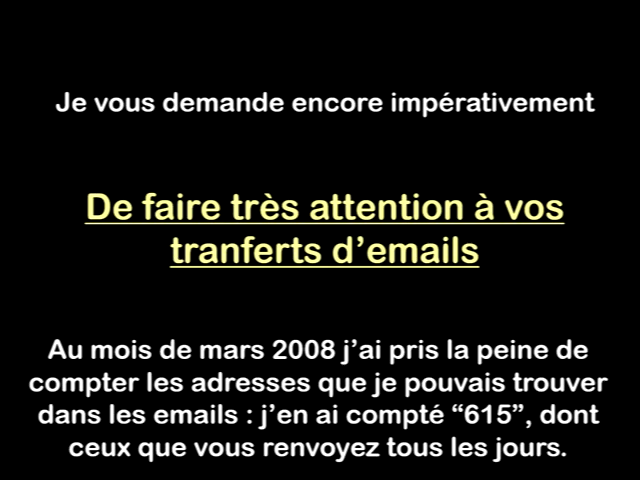 Je vous demande encore impérativement
De faire très attention à vos
tranferts d’emails
Au mois de mars 2008 j’ai pris la peine de
compter les adresses que je pouvais trouver
dans les emails : j’en ai compté “615”, dont
ceux que vous renvoyez tous les jours.